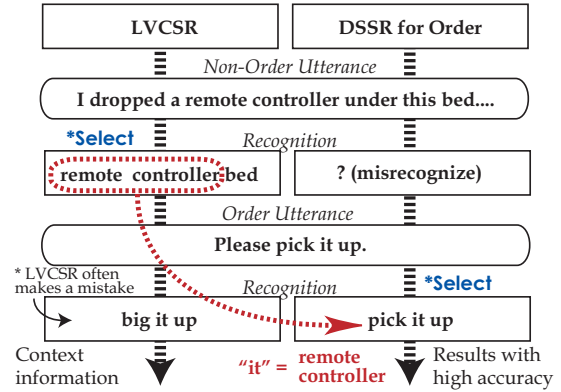 LVCSR
DSSR for Order
Non-Order Utterance
I dropped a remote controller under this bed....
*Select
Recognition
remote controller bed
? (misrecognize)
Order Utterance
Please pick it up.
* LVCSR often
makes a mistake
Recognition
*Select
big it up
pick it up
Context
information
"it" = remote
controller
Results with
high accuracy